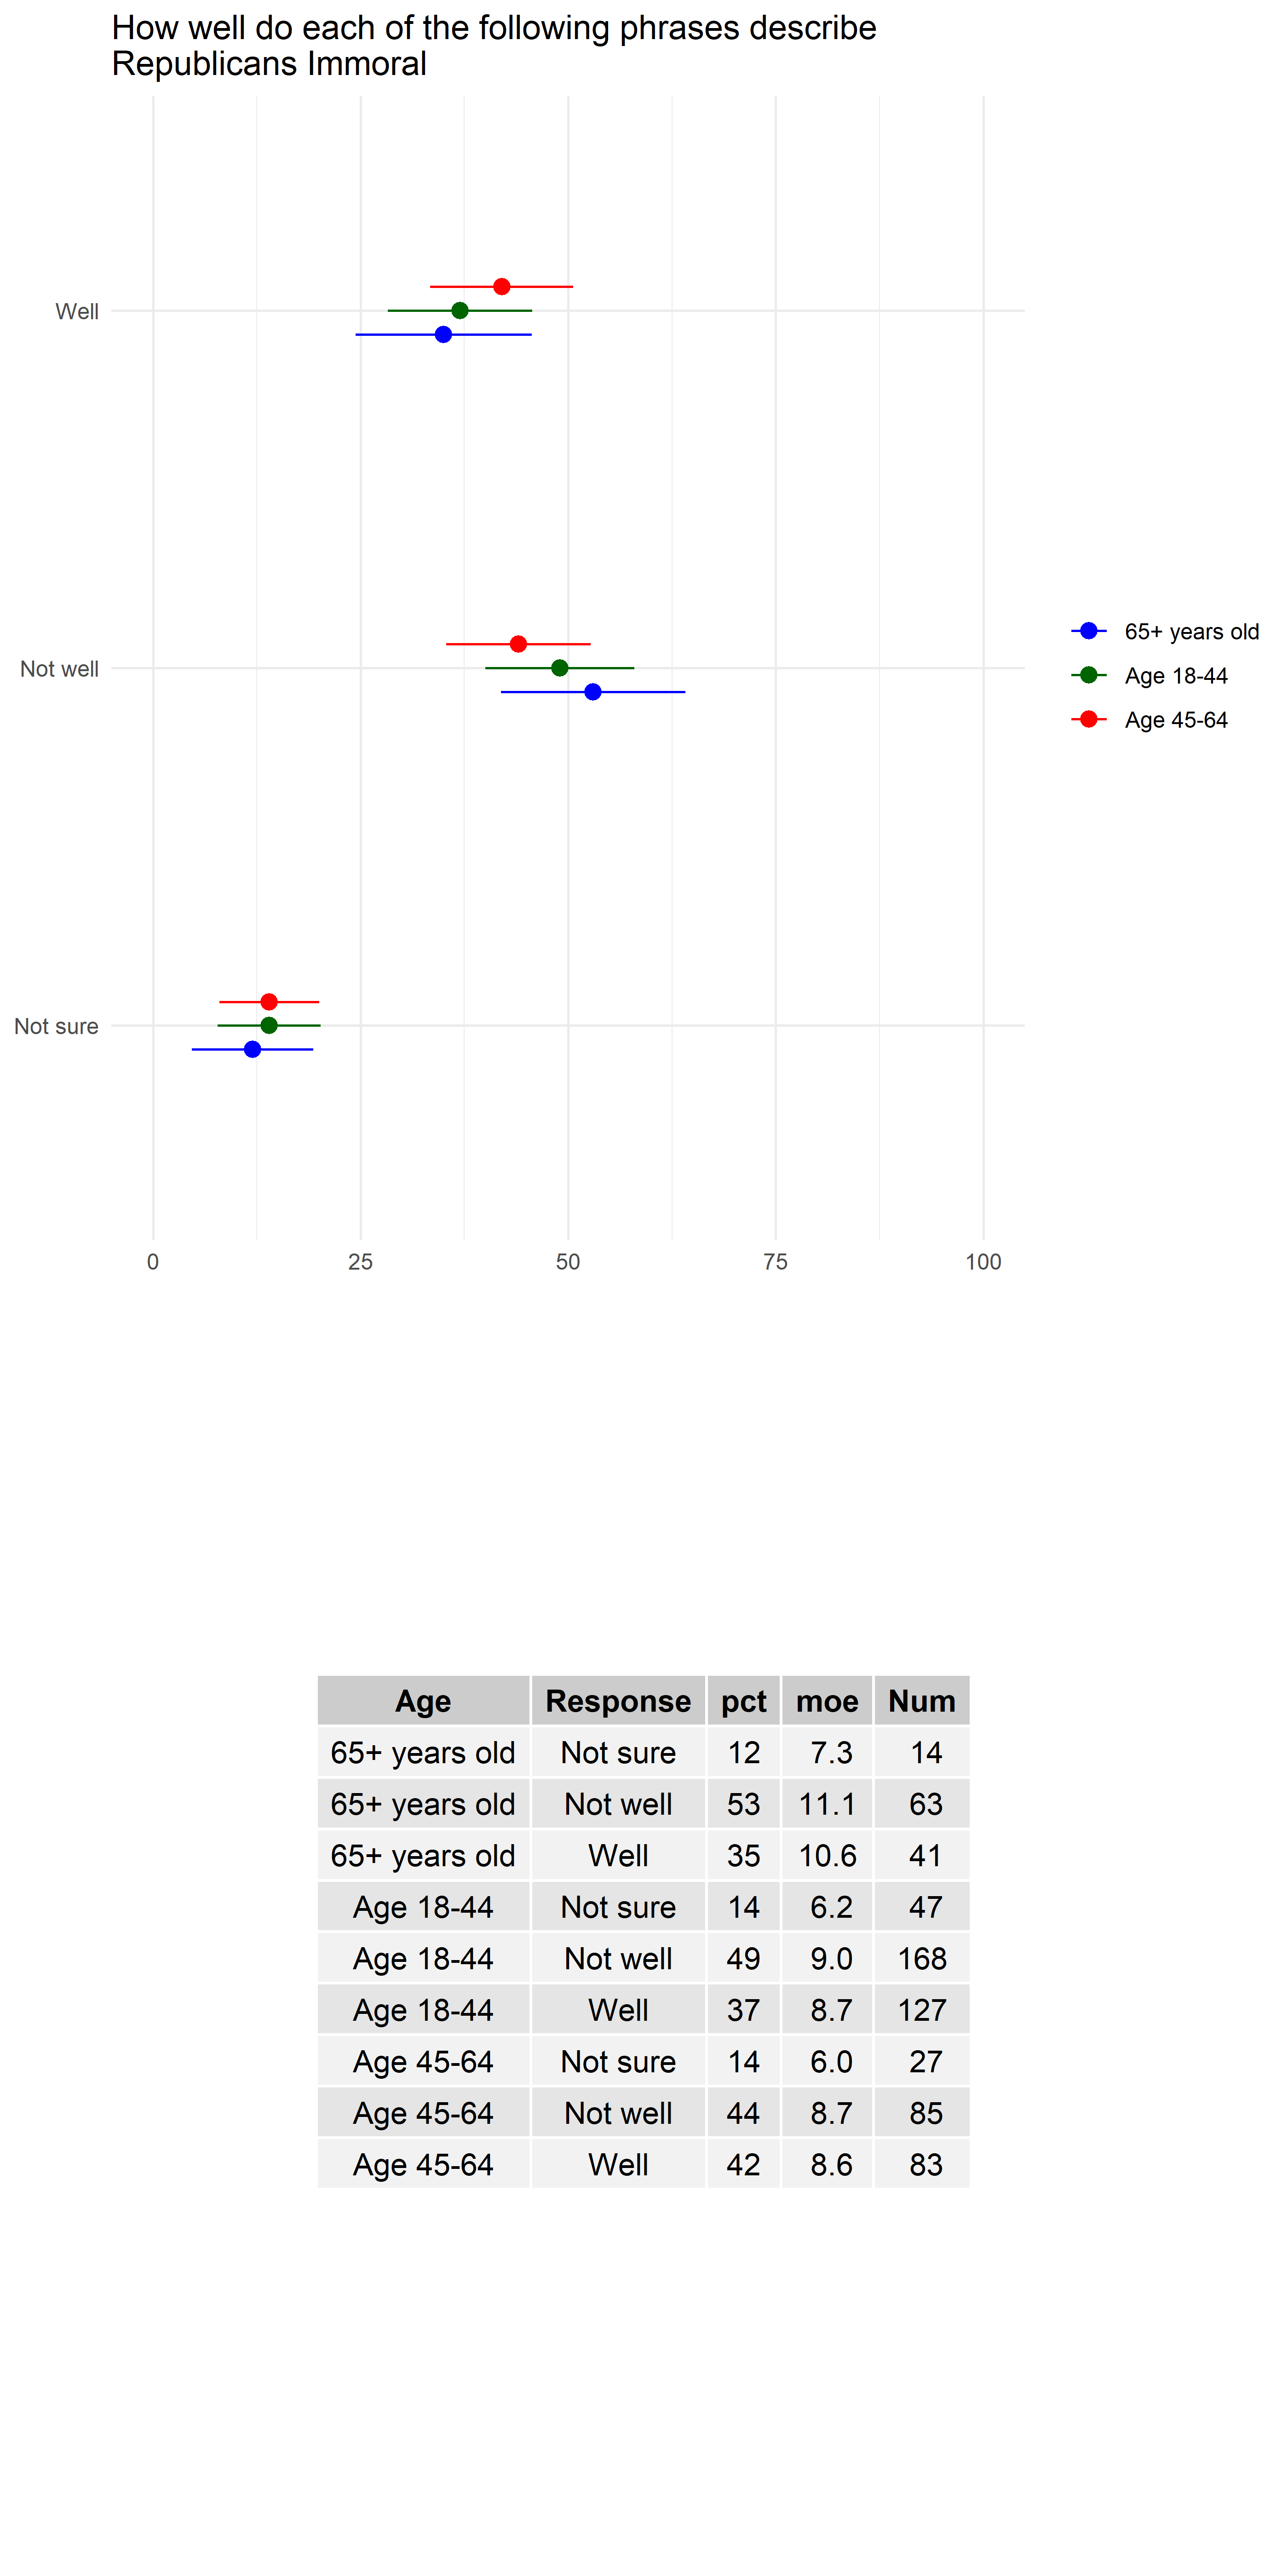 How well do each of the following phrases describe
Republicans Immoral
Well
Not well
Not sure
0 25 50 75 100
65+ years old
Age 18-44
Age 45-64
Age Response pct moe Num
65+ years old Not sure 12 7.3 14
65+ years old Not well 53 11.1 63
65+ years old Well 35 10.6 41
Age 18-44 Not sure 14 6.2 47
Age 18-44 Not well 49 9.0 168
Age 18-44 Well 37 8.7 127
Age 45-64 Not sure 14 6.0 27
Age 45-64 Not well 44 8.7 85
Age 45-64 Well 42 8.6 83